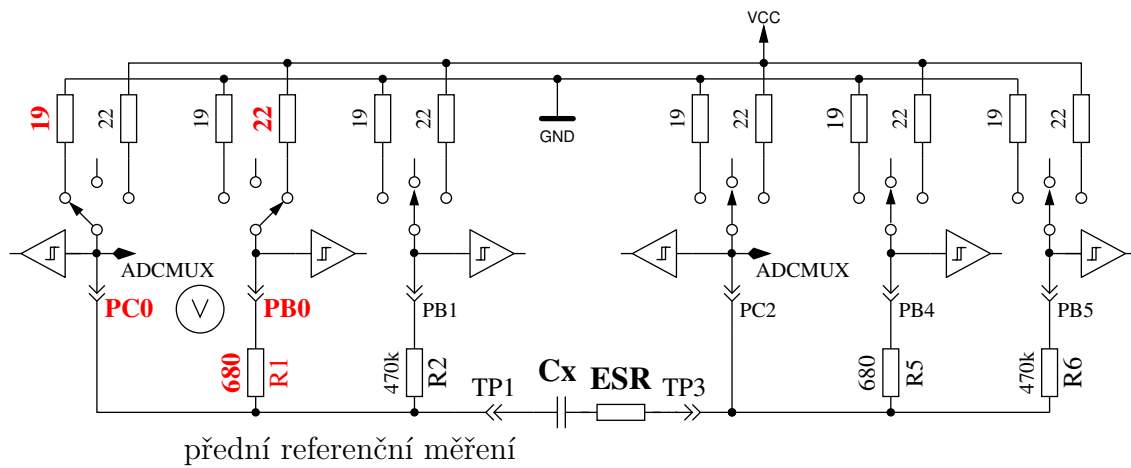 VCC
19 22 19 22 19 22 19 22 19 22 19 22
GND
ADCMUX ADCMUX
PC0 V PB0 PB1 PC2 PB4 PB5
680 R1 470k R2 680 R5 470k R6
TP1 Cx ESR TP3
přední referenční měření